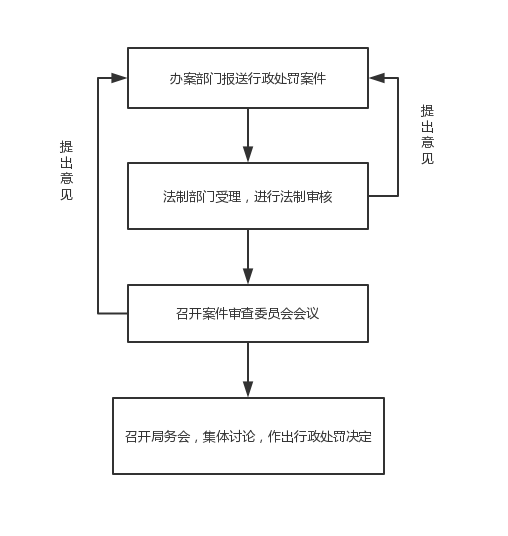 办案部门报送行政处罚案件
提出意见
提出意见
法制部门受理，进行法制审核
召开案件审查委员会会议
召开局务会，集体讨论，作出行政处罚决定